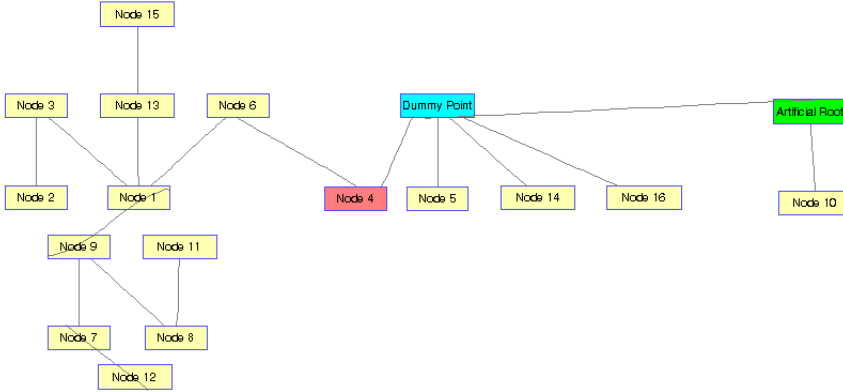 Node 15
Node 3
Node 13
Node 6
Dummy Point
Artificial Root
Node 2
Node 1
Node 4
Node 5
Node 14
Node 16
Node 10
Node 9
Node 11
Node 7
Node 8
Node 12